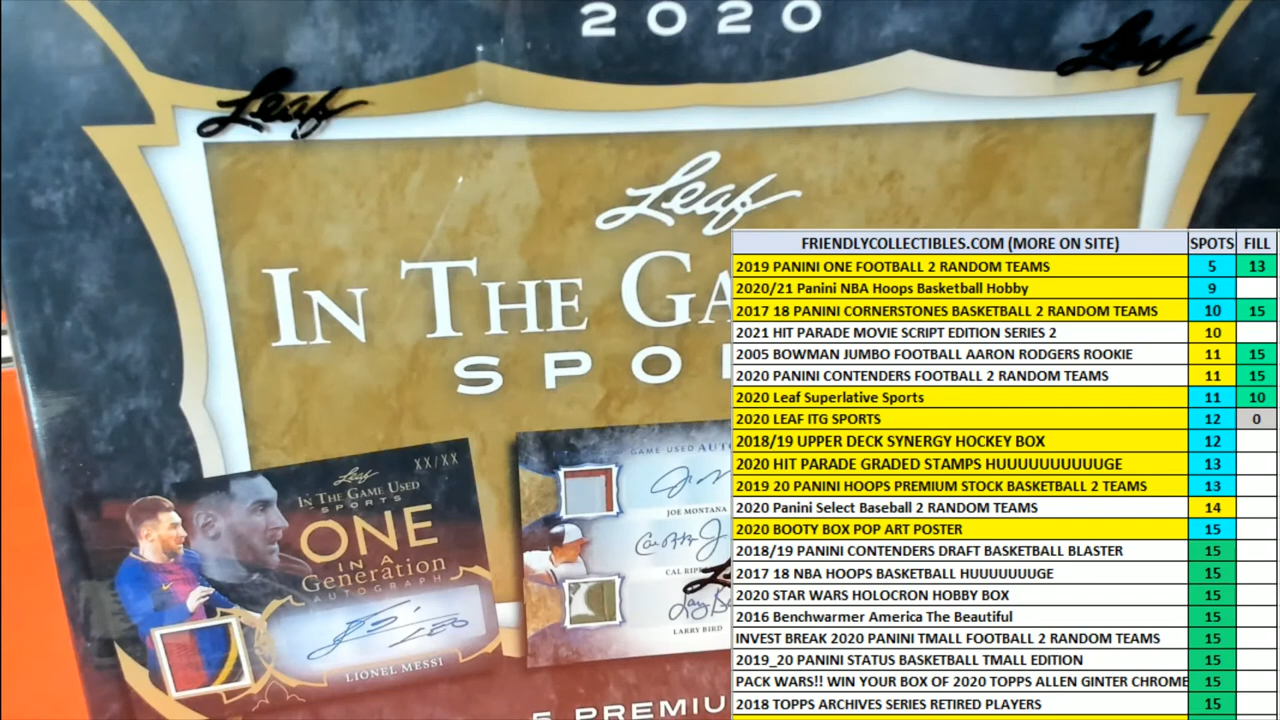 2020
Leaf
Leaf
Leaf
IN THE
SPO
XX/XX
Leaf
IN THE GAME USED
SPORTS
ONE
IN A
Generation
AUTOGRAPH
LIONEL MESSI
GAME-USED
JOE MONTANA
CAL
LARRY BIRD
5 PREMIU
FRIENDLYCOLLECTIBLES.COM (MORE ON SITE) SPOTS FILL
2019 PANINI ONE FOOTBALL 2 RANDOM TEAMS 5 13
2020/21 Panini NBA Hoops Basketball Hobby 9
2017 18 PANINI CORNERSTONES BASKETBALL 2 RANDOM TEAMS 10 15
2021 HIT PARADE MOVIE SCRIPT EDITION SERIES 2 10
2005 BOWMAN JUMBO FOOTBALL AARON RODGERS ROOKIE 11 15
2020 PANINI CONTENDERS FOOTBALL 2 RANDOM TEAMS 11 15
2020 Leaf Superlative Sports 11 10
2020 LEAF ITG SPORTS 12 0
2018/19 UPPER DECK SYNERGY HOCKEY BOX 12
2020 HIT PARADE GRADED STAMPS HUUUUUUUUUUGE 13
2019 20 PANINI HOOPS PREMIUM STOCK BASKETBALL 2 TEAMS 13
2020 Panini Select Baseball 2 RANDOM TEAMS 14
2020 BOOTY BOX POP ART POSTER 15
2018/19 PANINI CONTENDERS DRAFT BASKETBALL BLASTER 15
2017 18 NBA HOOPS BASKETBALL HUUUUUUGE 15
2020 STAR WARS HOLOCRON HOBBY BOX 15
2016 Benchwarmer America The Beautiful 15
INVEST BREAK 2020 PANINI TMALL FOOTBALL 2 RANDOM TEAMS 15
2019_20 PANINI STATUS BASKETBALL TMALL EDITION 15
PACK WARS!! WIN YOUR BOX OF 2020 TOPPS ALLEN GINTER CHROME 15
2018 TOPPS ARCHIVES SERIES RETIRED PLAYERS 15